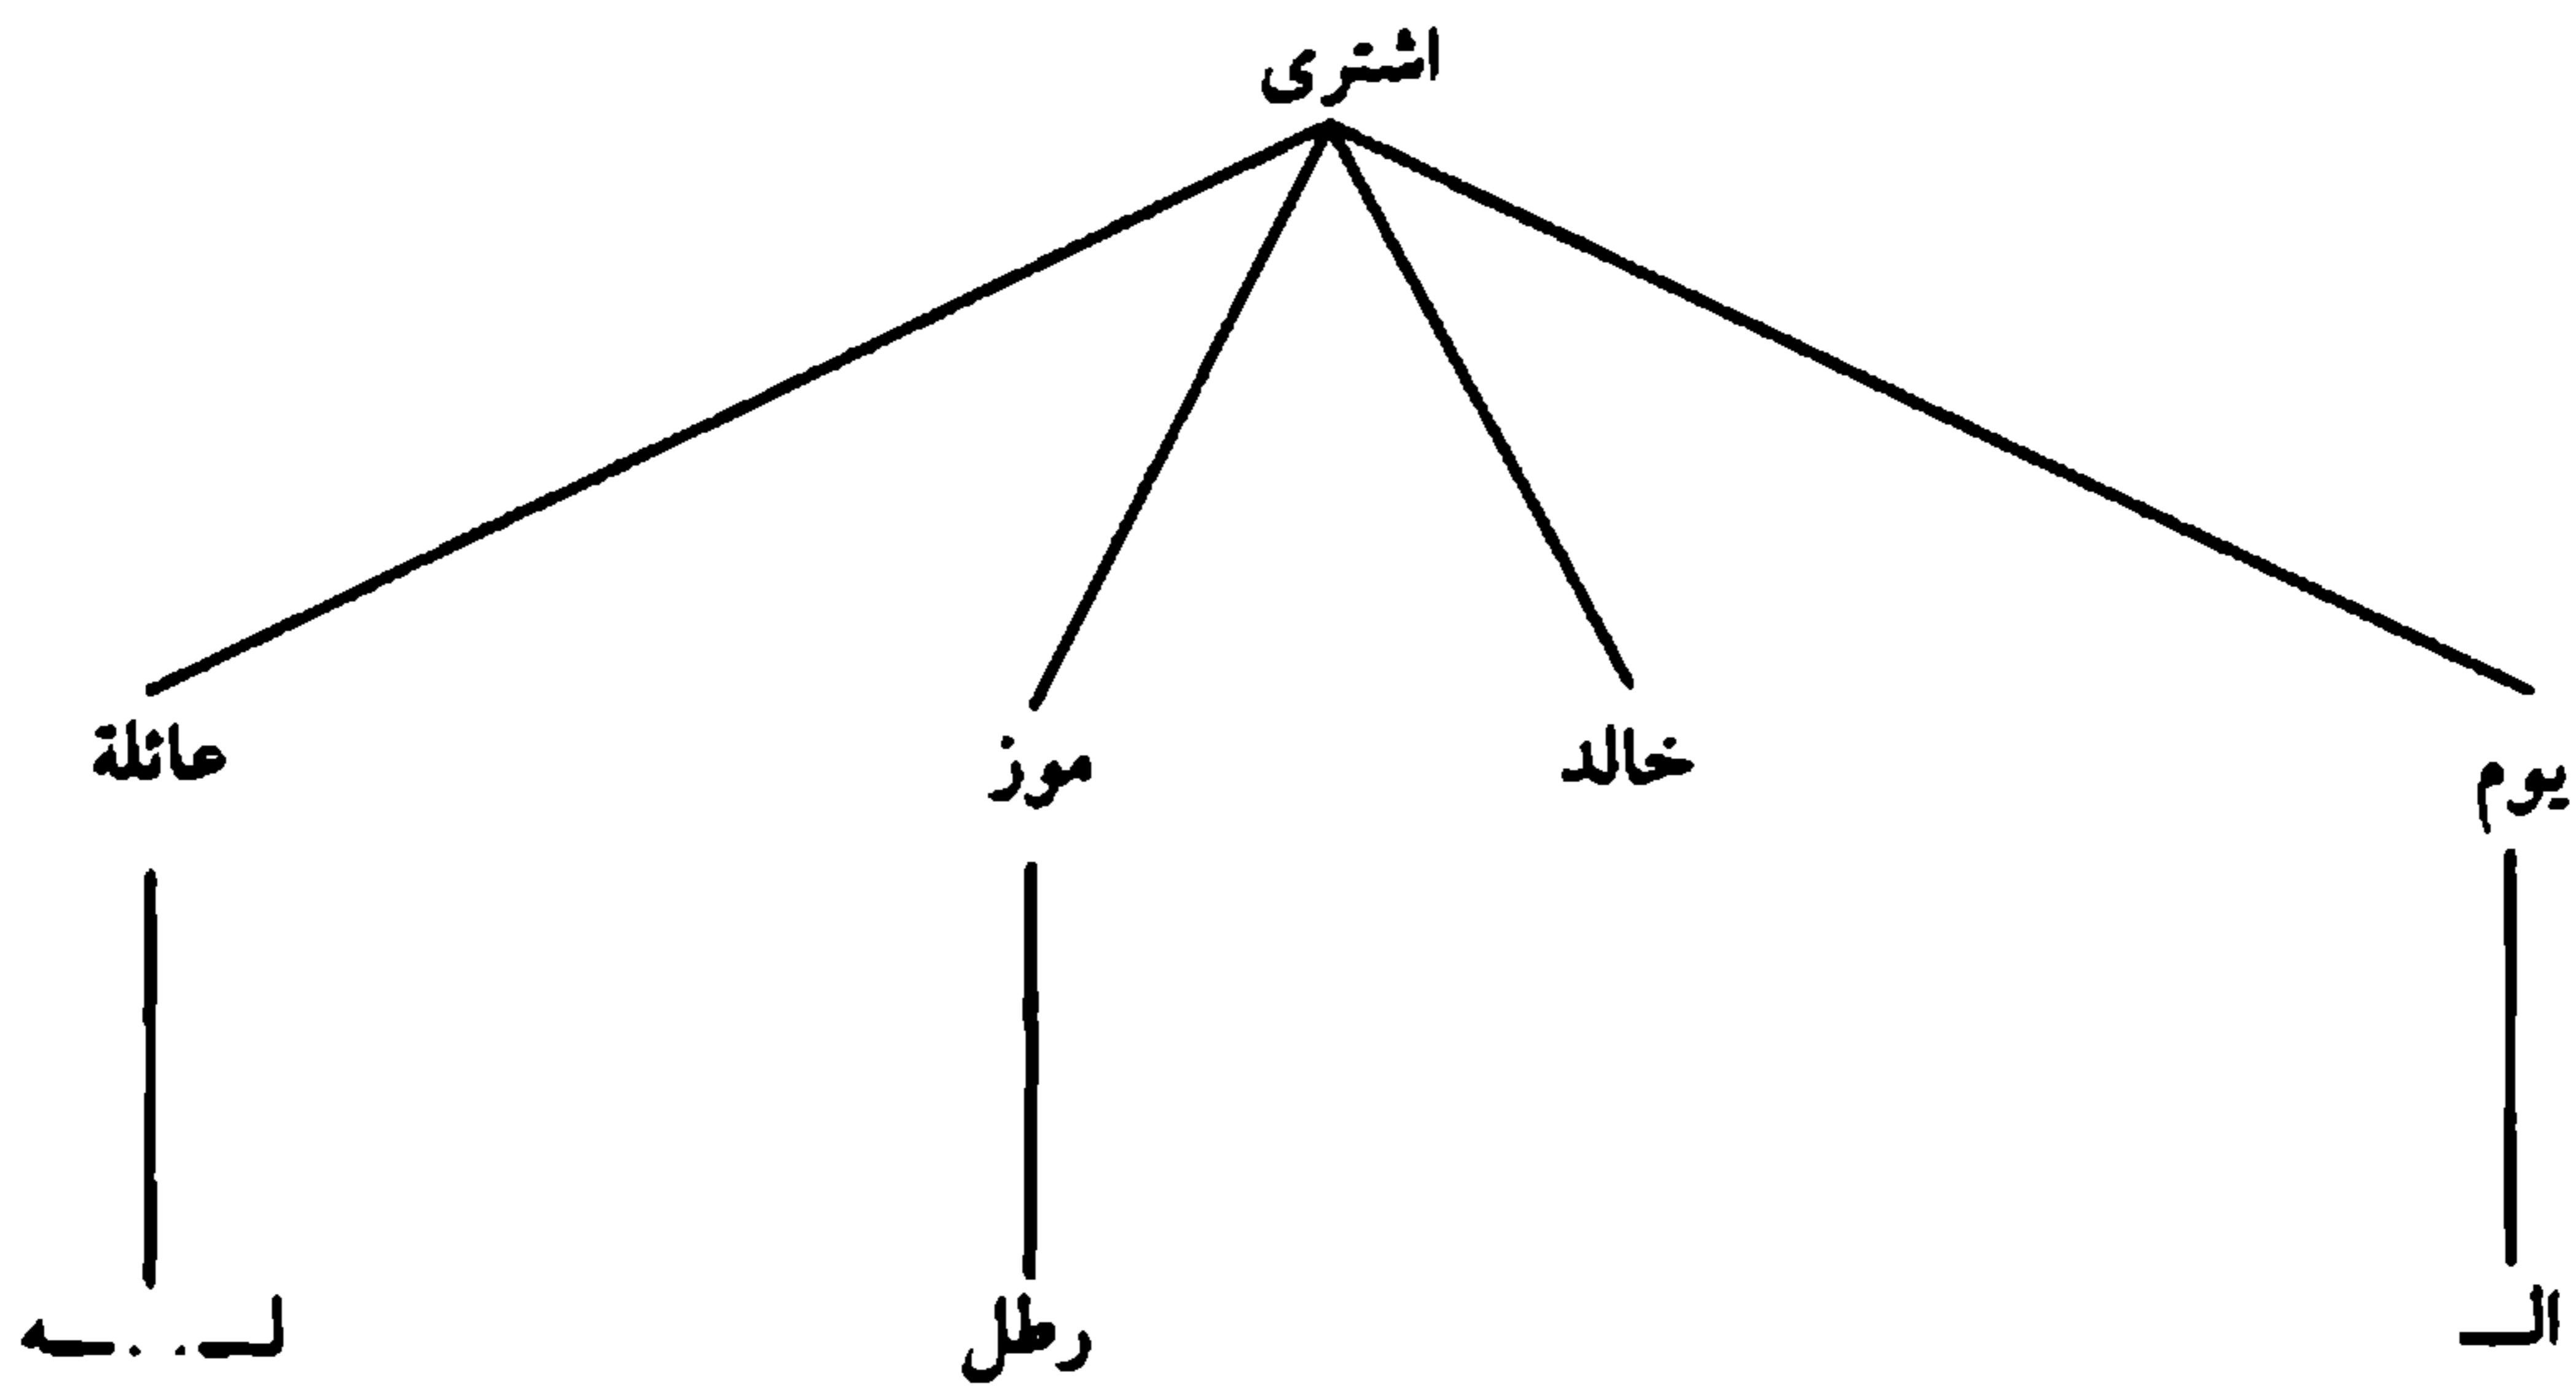 اشترى
يوم خالد موز عائلة
الـ رطل لـ..ـه